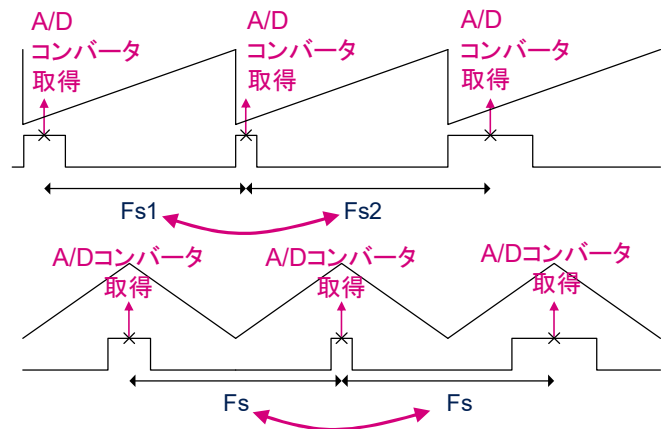 A/D
コンバータ
取得
A/D
コンバータ
取得
A/D
コンバータ
取得
Fs1
Fs2
A/Dコンバータ
取得
A/Dコンバータ
取得
A/Dコンバータ
取得
Fs
Fs